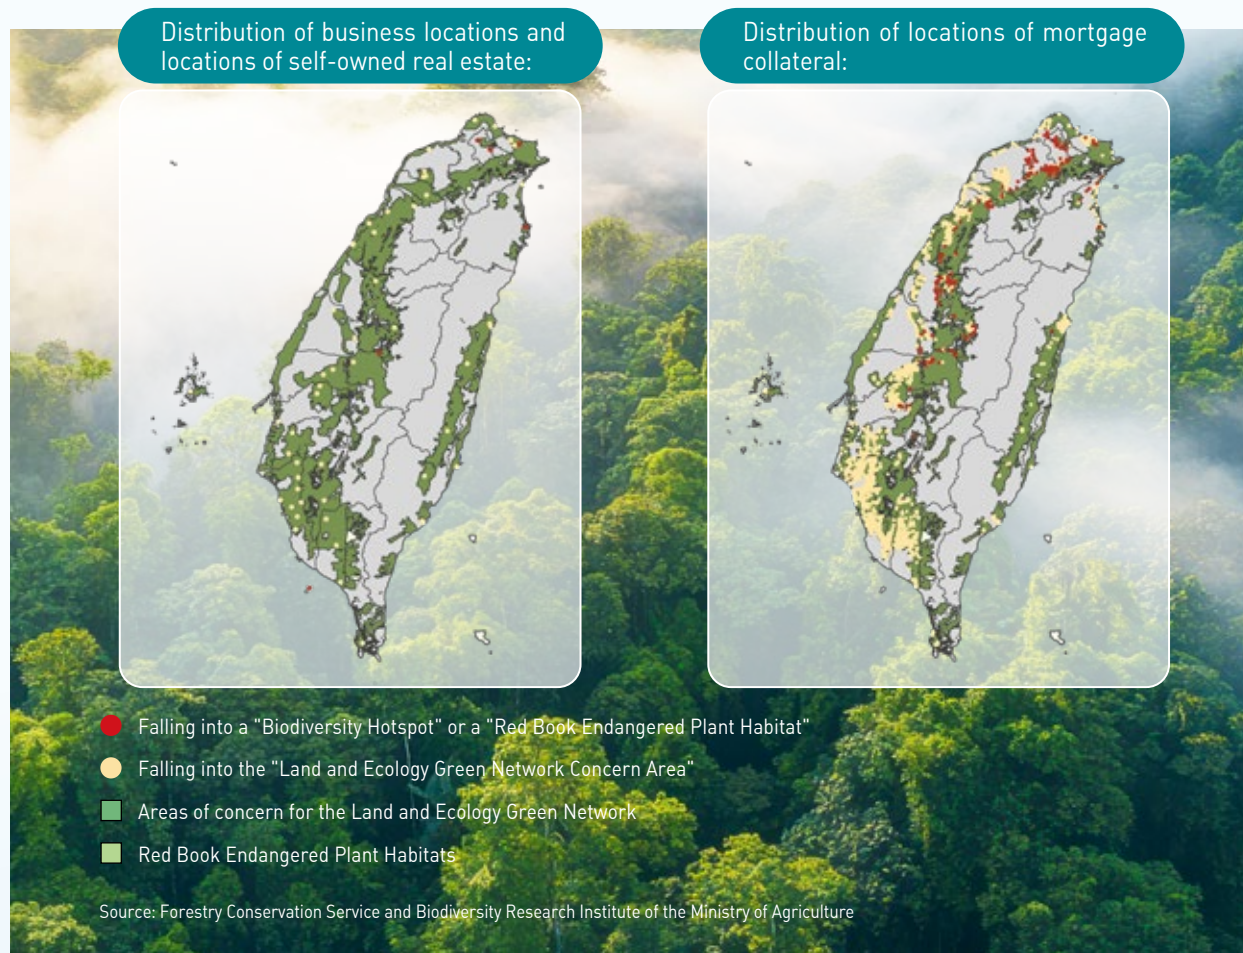 Distribution of business locations and
locations of self-owned real estate:
Distribution of locations of mortgage
collateral:
Falling into a "Biodiversity Hotspot" or a "Red Book Endangered Plant Habitat"
Falling into the "Land and Ecology Green Network Concern Area"
Areas of concern for the Land and Ecology Green Network
Red Book Endangered Plant Habitats
Source: Forestry Conservation Service and Biodiversity Research Institute of the Ministry of Agriculture